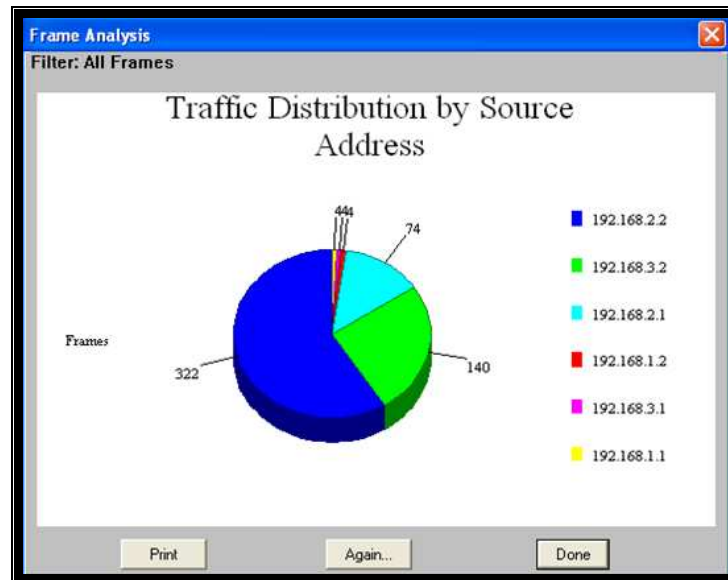 Frame Analysis
Filter: All Frames
Traffic Distribution by Source
Address
444
74
192.168.2.2
192.168.3.2
192.168.2.1
Frames
322
140
192.168.1.2
192.168.3.1
192.168.1.1
Print
Again...
Done